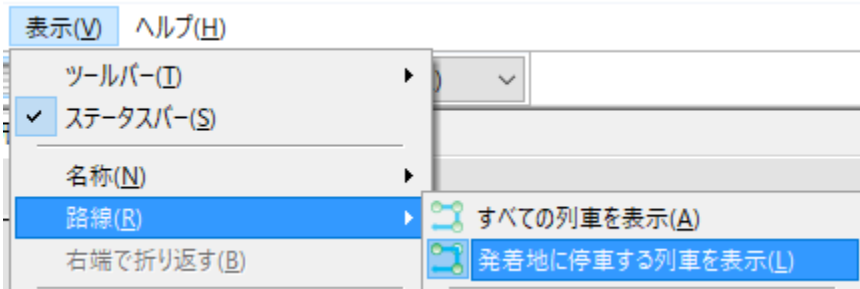 表示(V) ヘルプ(H)
ツールバー(T)
)
ステータスバー(S)
名称(N)
路線(R)
すべての列車を表示(A)
発着地に停車する列車を表示(L)
右端で折り返す(B)